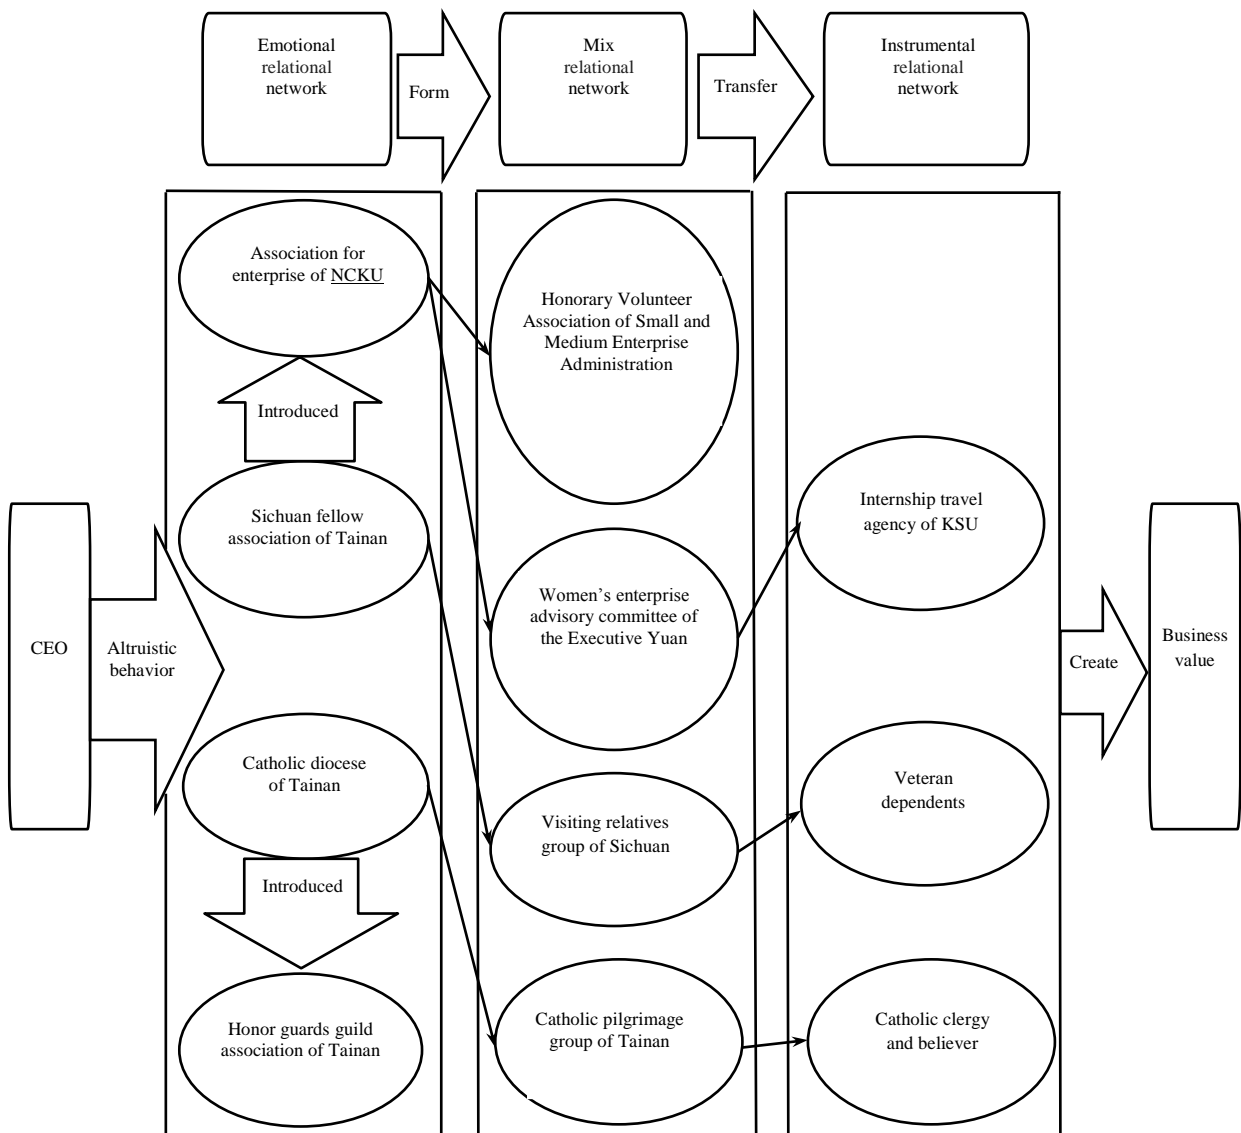 Emotional
relational
network
Form
Mix
relational
network
Transfer
Instrumental
relational
network
Association for
enterprise of NCKU
Introduced
Sichuan fellow
association of Tainan
Catholic diocese
of Tainan
Introduced
Honor guards guild
association of Tainan
CEO
Altruistic
behavior
Honorary Volunteer
Association of Small and
Medium Enterprise
Administration
Women's enterprise
advisory committee of
the Executive Yuan
Visiting relatives
group of Sichuan
Catholic pilgrimage
group of Tainan
Internship travel
agency of KSU
Veteran
dependents
Catholic clergy
and believer
Create
Business
value